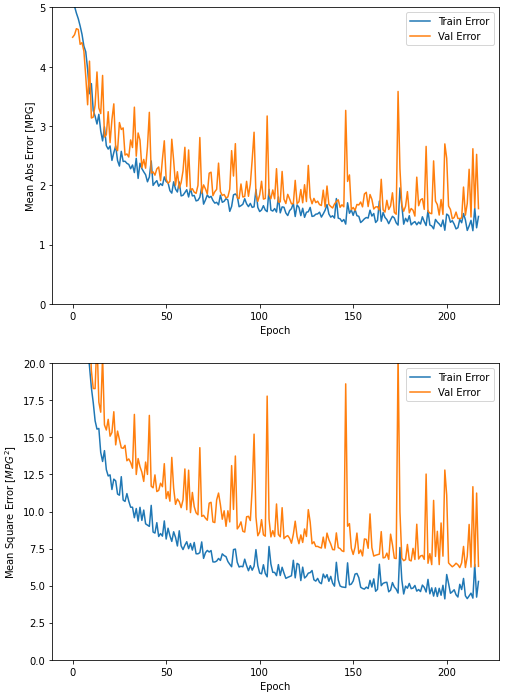 5
4
3
2
1
0
Mean Abs Error [MPG]
Train Error
Val Error
0 50 100 150 200
Epoch
20.0
17.5
15.0
12.5
10.0
7.5
5.0
2.5
0.0
Mean Square Error [$MPG^2$]
Train Error
Val Error
0 50 100 150 200
Epoch